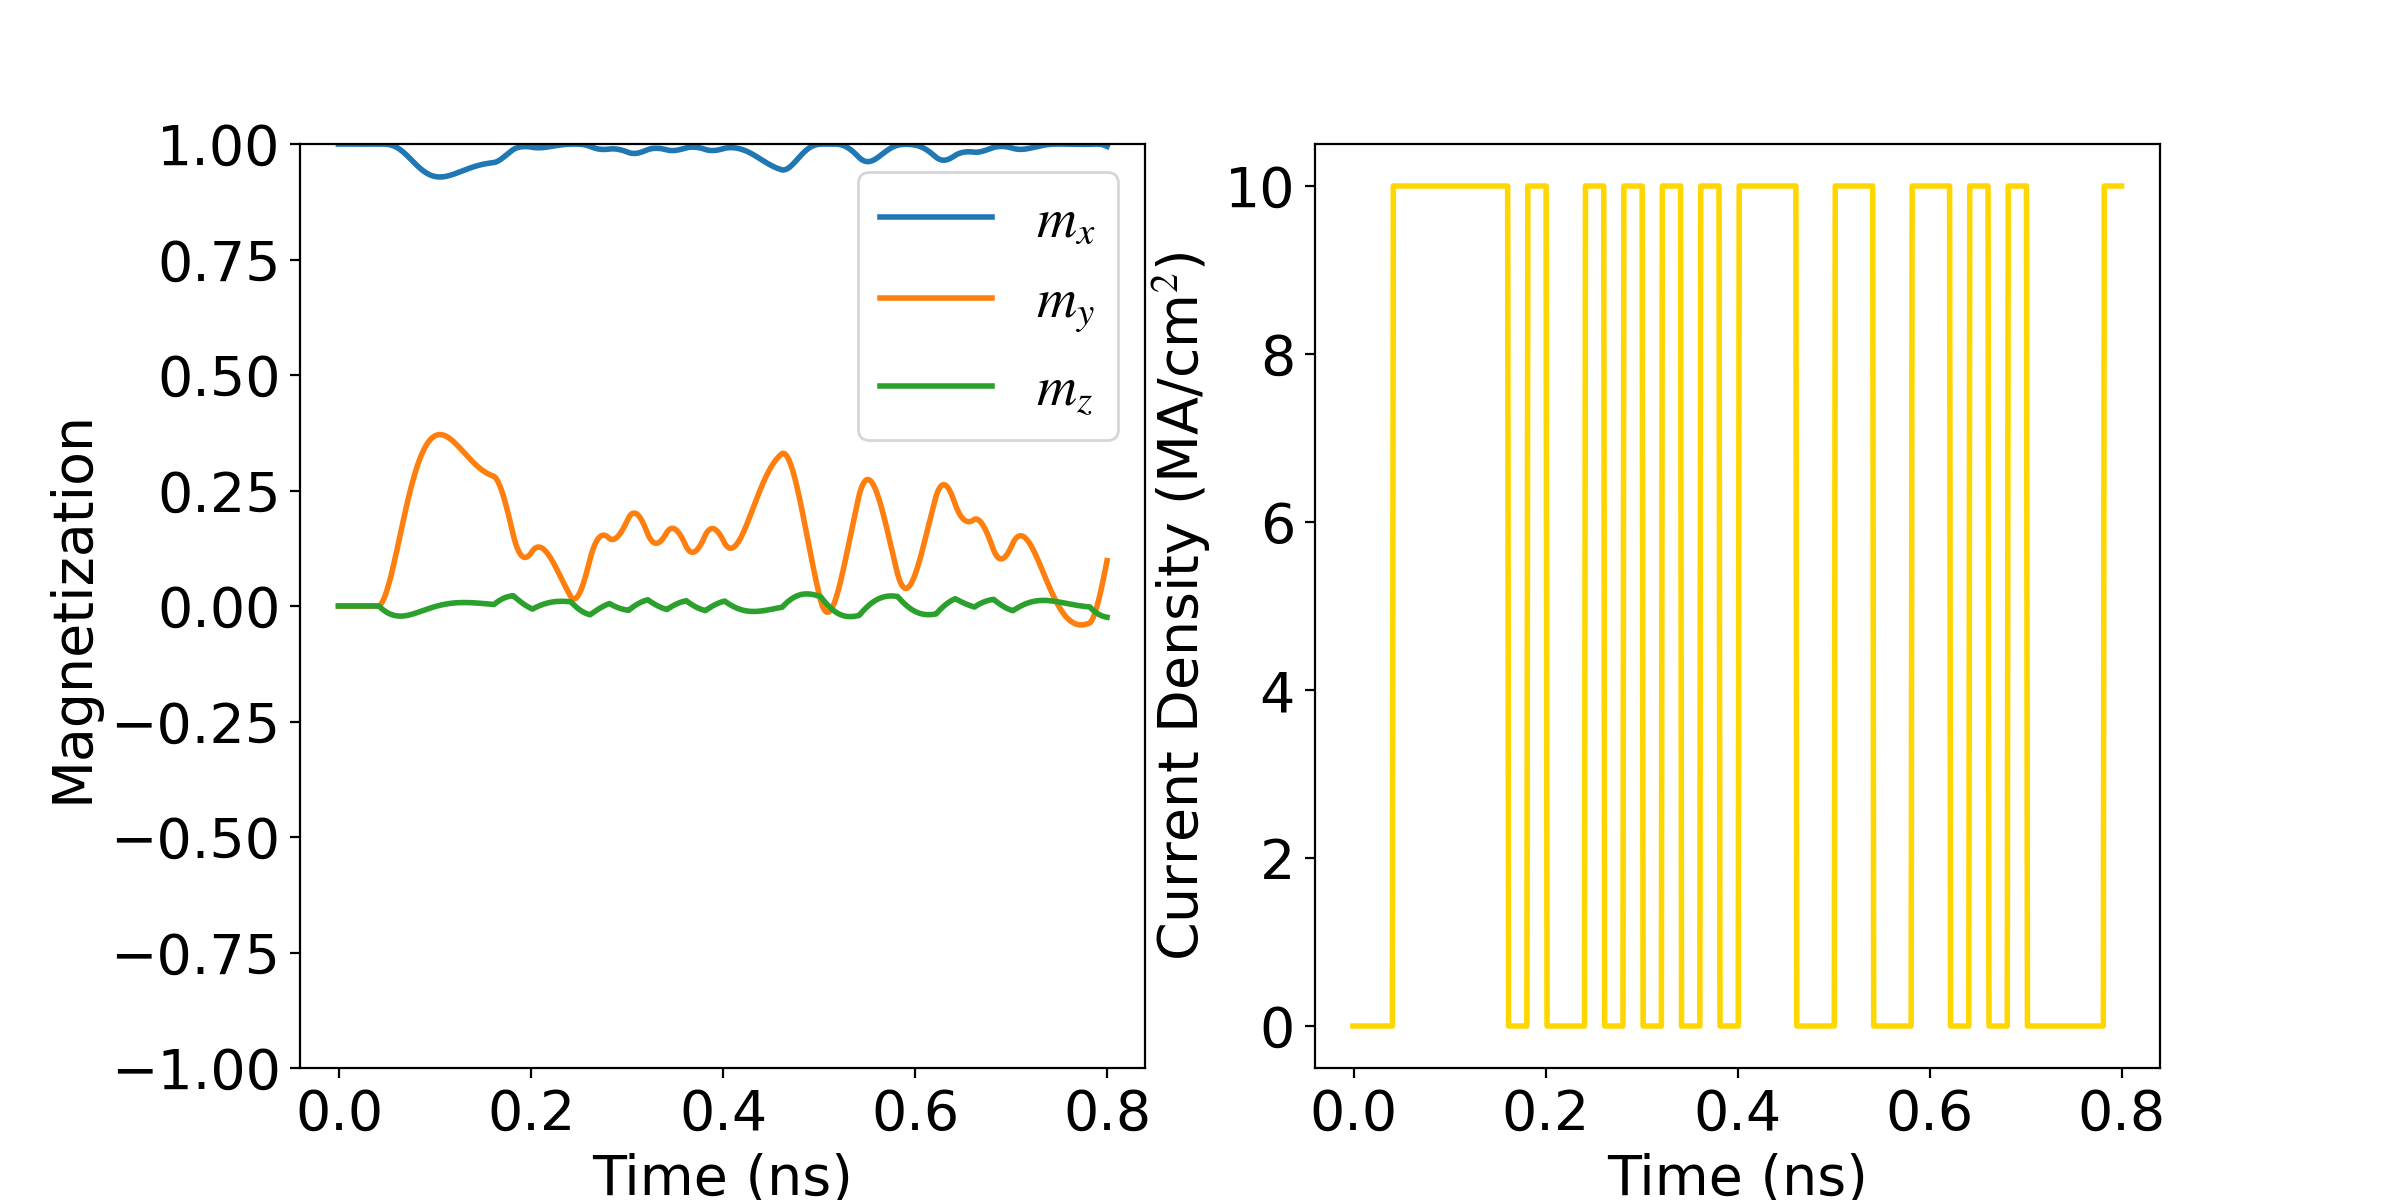 Magnetization
1.00
0.75
0.50
0.25
0.00
−0.25
−0.50
−0.75
−1.00
0.0 0.2 0.4 0.6 0.8
Time (ns)
m_x
m_y
m_z
Current Density (MA/cm²)
10
8
6
4
2
0
0.0 0.2 0.4 0.6 0.8
Time (ns)